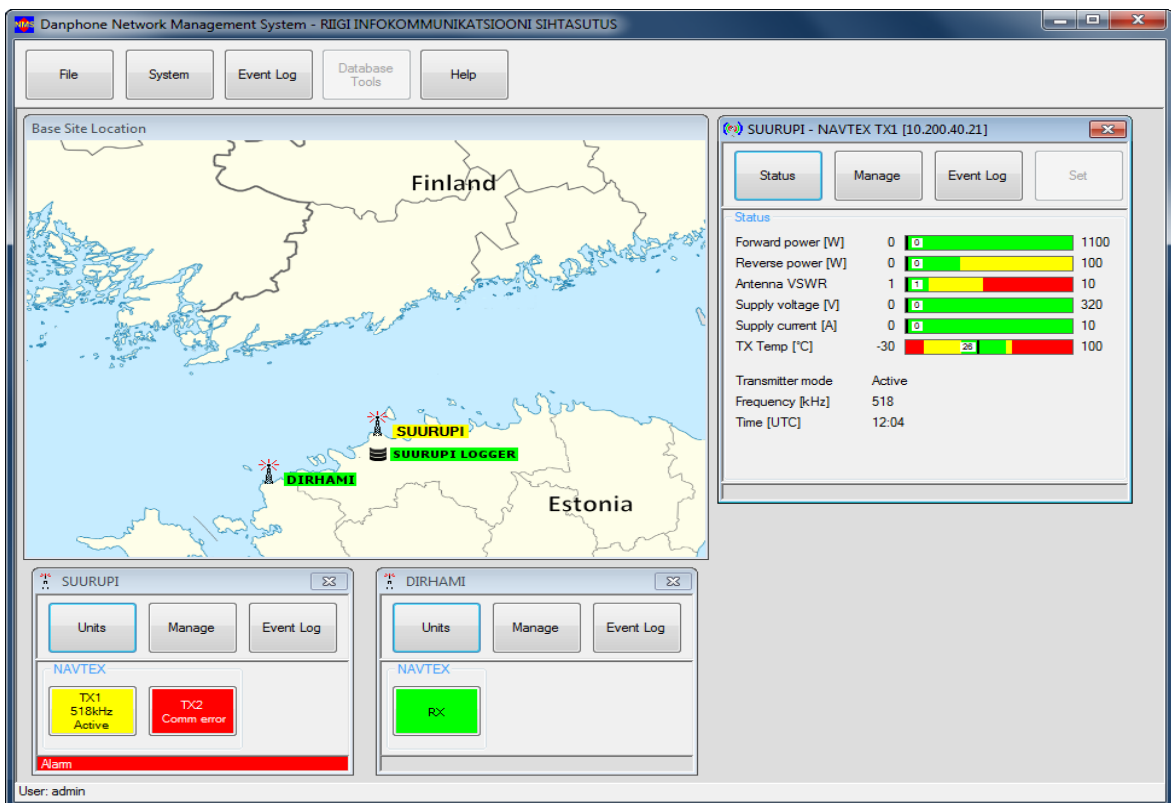 NMS Danphone Network Management System - RIIGI INFOKOMMUNIKATSIOONI SIHTASUTUS
File System Event Log Database Tools Help
Base Site Location
Finland
SUURUPI
SUURUPI LOGGER
DIRHAMI
Estonia
SUURUPI - NAVTEX TX1 [10.200.40.21]
Status Manage Event Log Set
Status
Forward power [W] 0 0 1100
Reverse power [W] 0 0 100
Antenna VSWR 1 1 10
Supply voltage [V] 0 0 320
Supply current [A] 0 0 10
TX Temp [°C] -30 26 100
Transmitter mode Active
Frequency [kHz] 518
Time [UTC] 12:04
SUURUPI
Units Manage Event Log
NAVTEX
TX1
518kHz
Active
TX2
Comm error
Alarm
DIRHAMI
Units Manage Event Log
NAVTEX
RX
User: admin